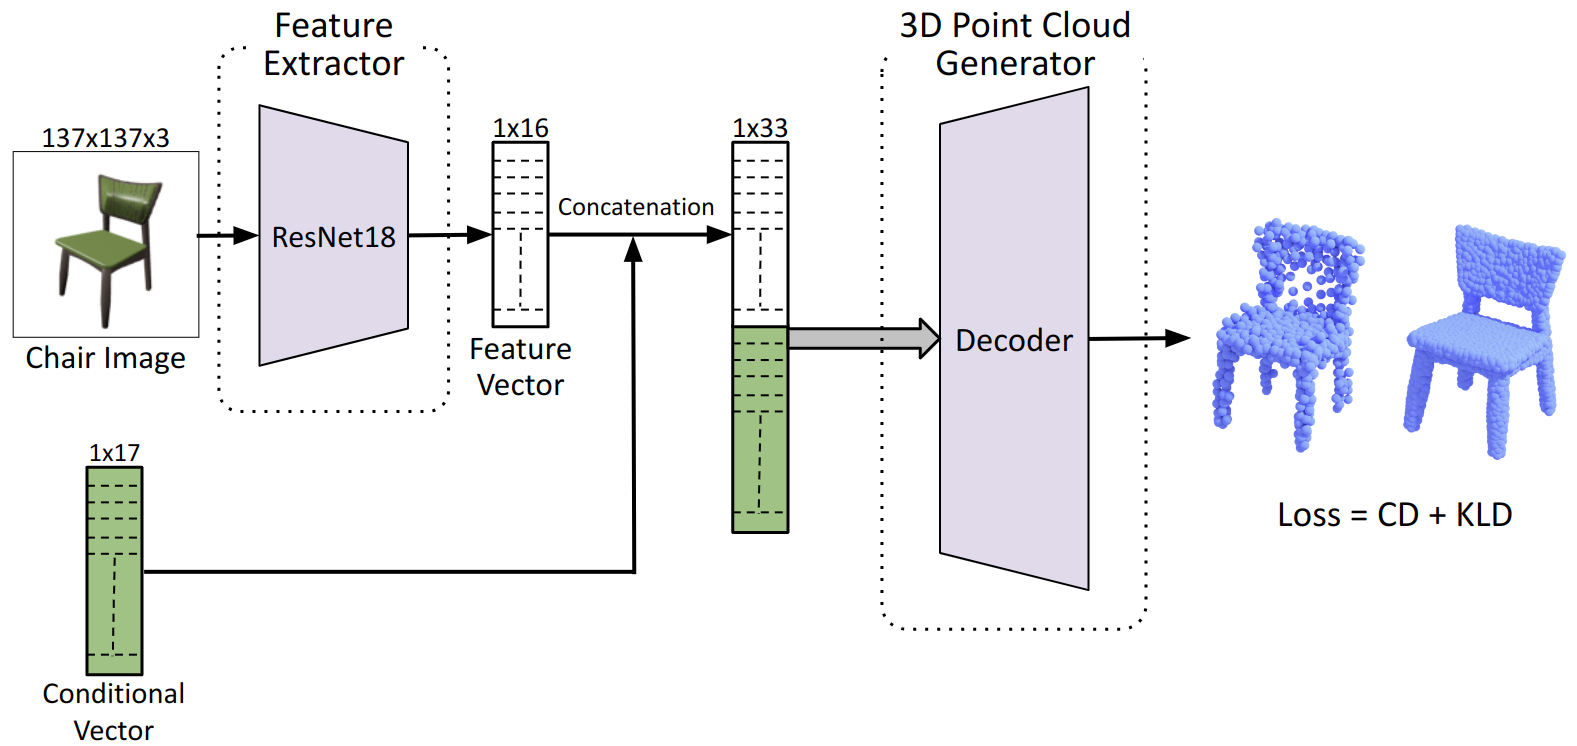 Feature
Extractor
3D Point Cloud
Generator
137x137x3
1x16
1x33
Concatenation
ResNet18
Decoder
Chair Image
Feature
Vector
1x17
Loss = CD + KLD
Conditional
Vector